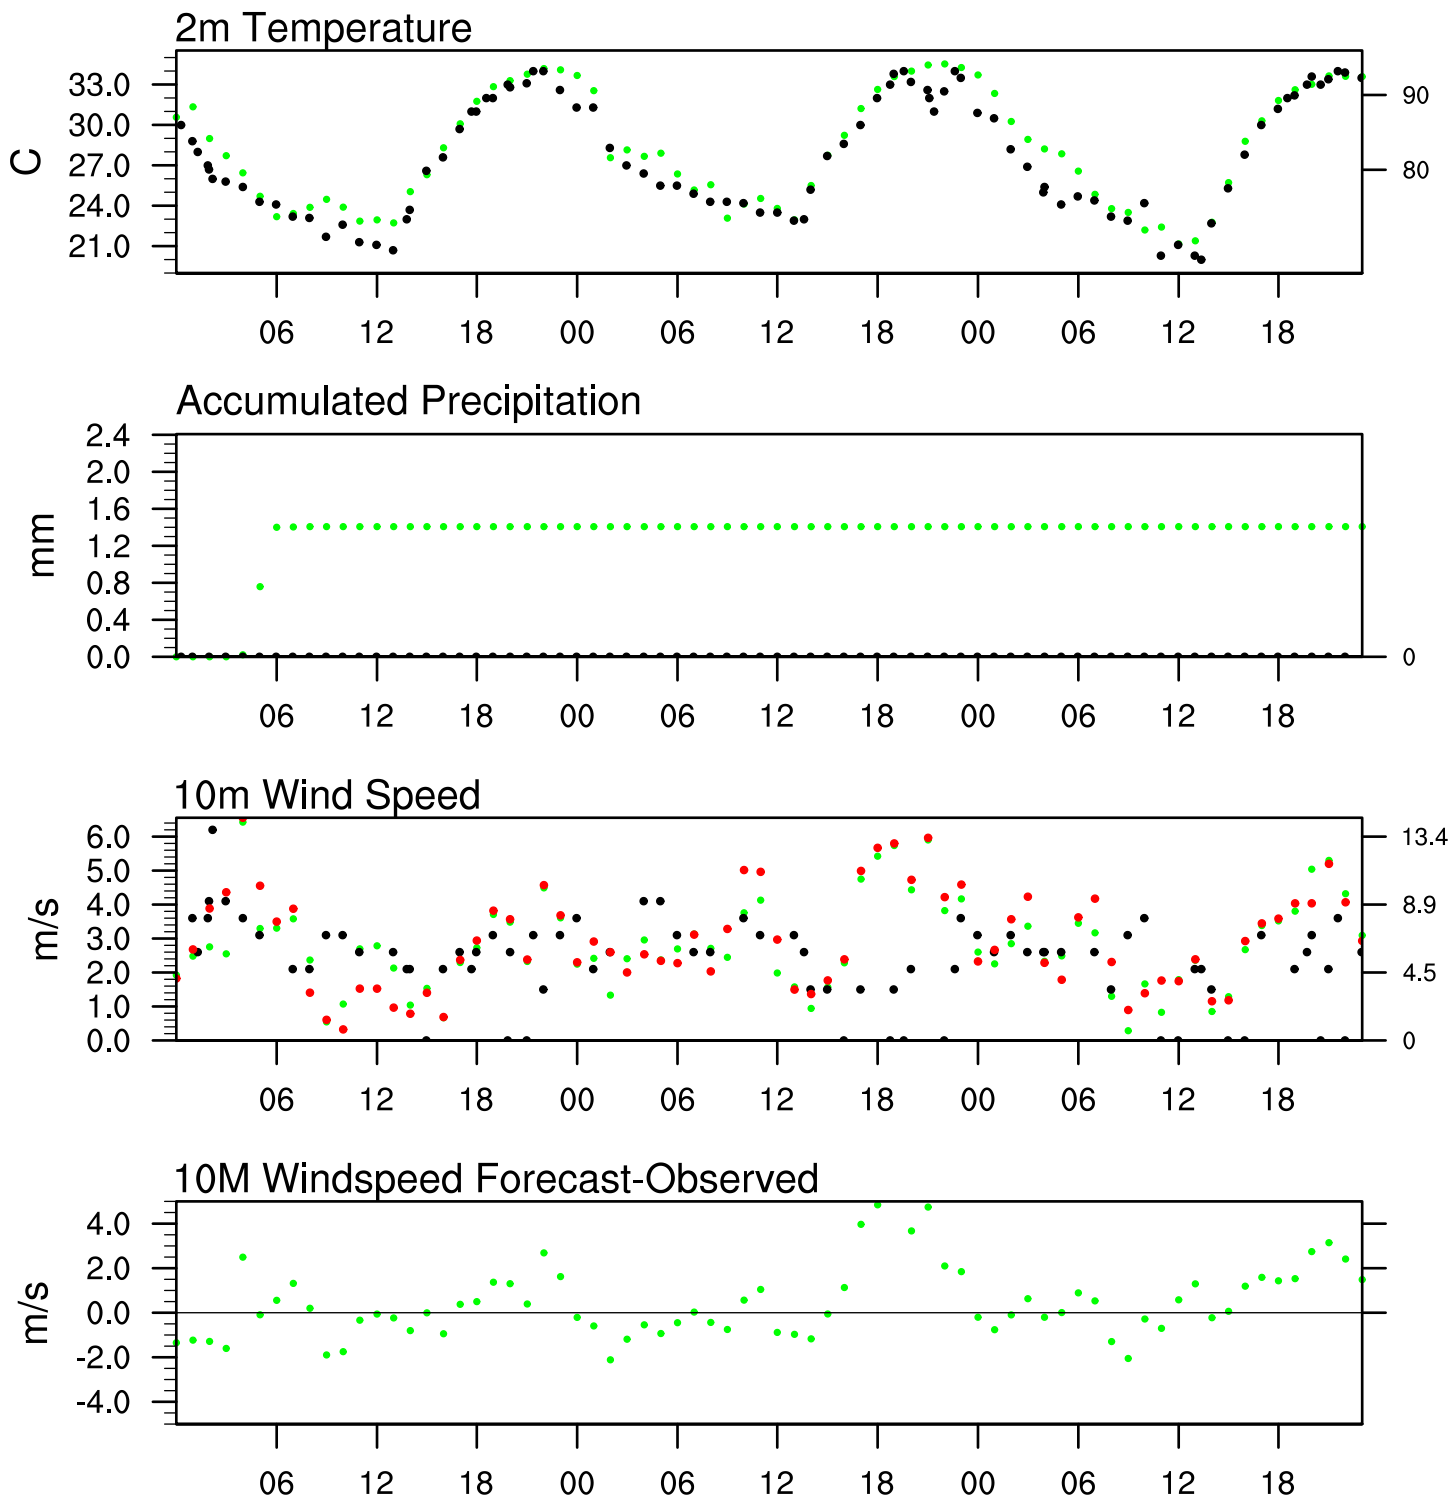 2m Temperature
33.0
30.0
27.0
24.0
21.0
C
90
80
06 12 18 00 06 12 18 00 06 12 18
Accumulated Precipitation
2.4
2.0
1.6
1.2
0.8
0.4
0.0
mm
0
06 12 18 00 06 12 18 00 06 12 18
10m Wind Speed
6.0
5.0
4.0
3.0
2.0
1.0
0.0
m/s
13.4
8.9
4.5
0
06 12 18 00 06 12 18 00 06 12 18
10M Windspeed Forecast-Observed
4.0
2.0
0.0
-2.0
-4.0
m/s
06 12 18 00 06 12 18 00 06 12 18